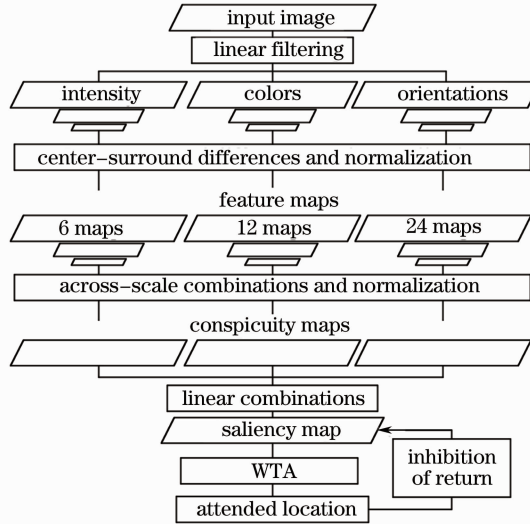 input image
linear filtering
intensity
colors
orientations
center-surround differences and normalization
feature maps
6 maps
12 maps
24 maps
across-scale combinations and normalization
conspicuity maps
linear combinations
saliency map
inhibition
of return
WTA
attended location